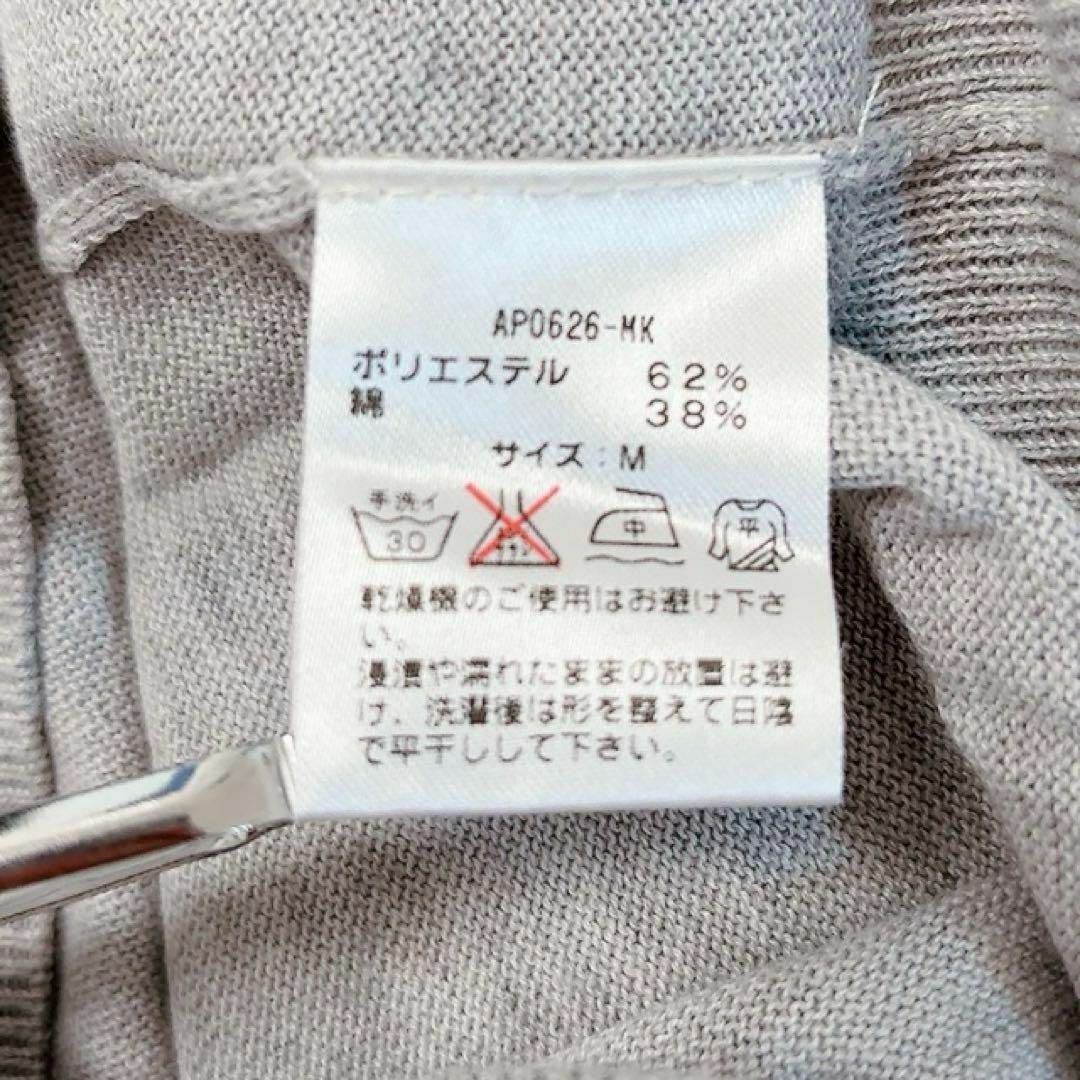 AP0626-MK
ポリエステル 62%
綿 38%
サイズ:M
手洗イ
30
中
平
乾燥機のご使用はお避け下さ
い。
浸漬や濡れたままの放置は避
け、洗濯後は形を整えて日陰
で平干しして下さい。